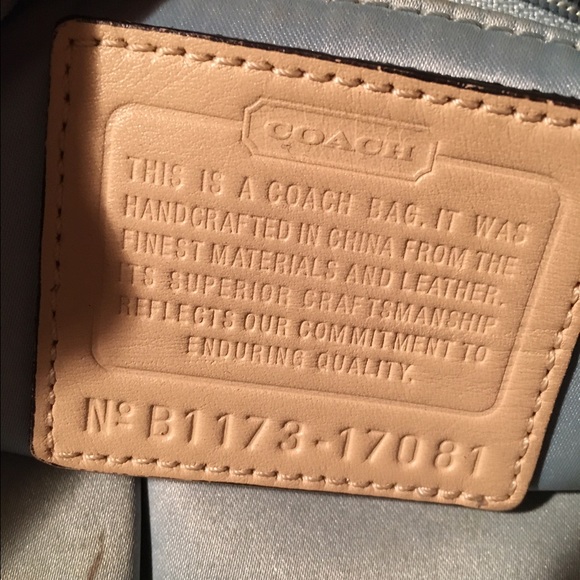 COACH
THIS IS A COACH BAG. IT WAS
HANDCRAFTED IN CHINA FROM THE
FINEST MATERIALS AND LEATHER.
ITS SUPERIOR CRAFTSMANSHIP
REFLECTS OUR COMMITMENT TO
ENDURING QUALITY.
Nº B1173-17081